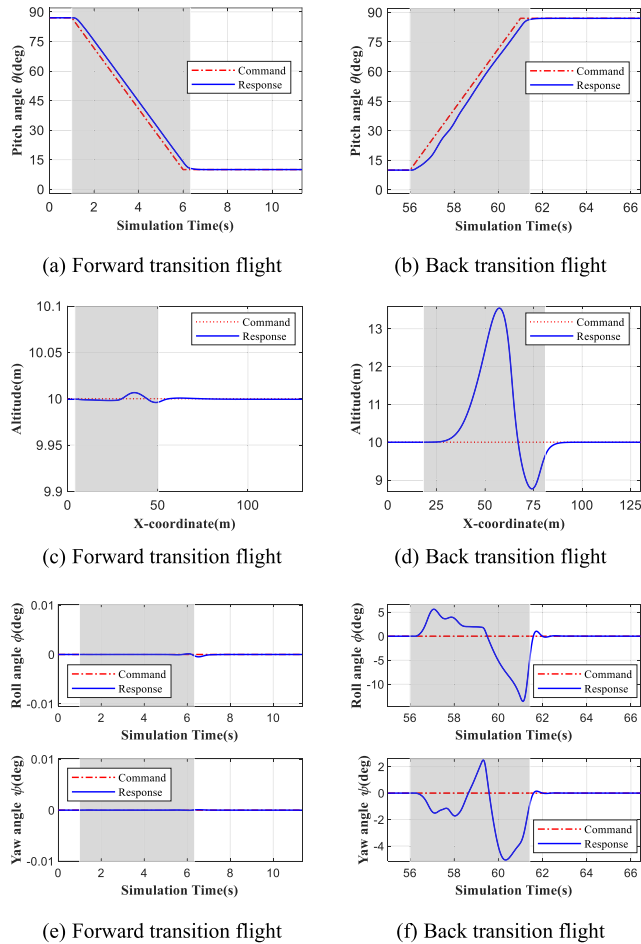 90
75
60
45
30
15
0
Pitch angle θ(deg)
Command
Response
0 2 4 6 8 10
Simulation Time(s)
(a) Forward transition flight
90
75
60
45
30
15
0
Pitch angle θ(deg)
Command
Response
56 58 60 62 64 66
Simulation Time(s)
(b) Back transition flight
10.1
10.05
10
9.95
9.9
Altitude(m)
Command
Response
0 50 100
X-coordinate(m)
(c) Forward transition flight
13
12
11
10
9
Altitude(m)
Command
Response
0 25 50 75 100 125
X-coordinate(m)
(d) Back transition flight
0.01
0
-0.01
Roll angle ϕ(deg)
Command
Response
0 2 4 6 8 10
Simulation Time(s)
0.01
0
-0.01
Yaw angle ψ(deg)
Command
Response
0 2 4 6 8 10
Simulation Time(s)
(e) Forward transition flight
5
0
-5
-10
Roll angle ϕ(deg)
Command
Response
56 58 60 62 64 66
Simulation Time(s)
2
0
-2
-4
Yaw angle ψ(deg)
Command
Response
56 58 60 62 64 66
Simulation Time(s)
(f) Back transition flight